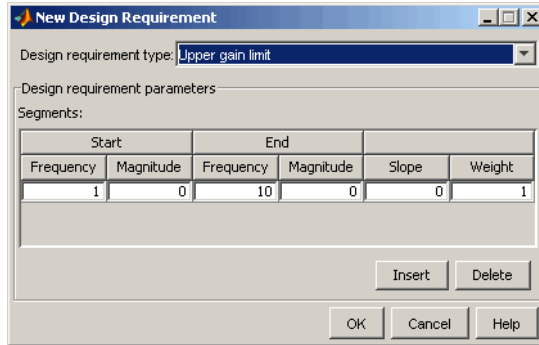 New Design Requirement
Design requirement type: Upper gain limit
Design requirement parameters
Segments:
Start End
Frequency Magnitude Frequency Magnitude Slope Weight
1 0 10 0 0 1
Insert Delete
OK Cancel Help